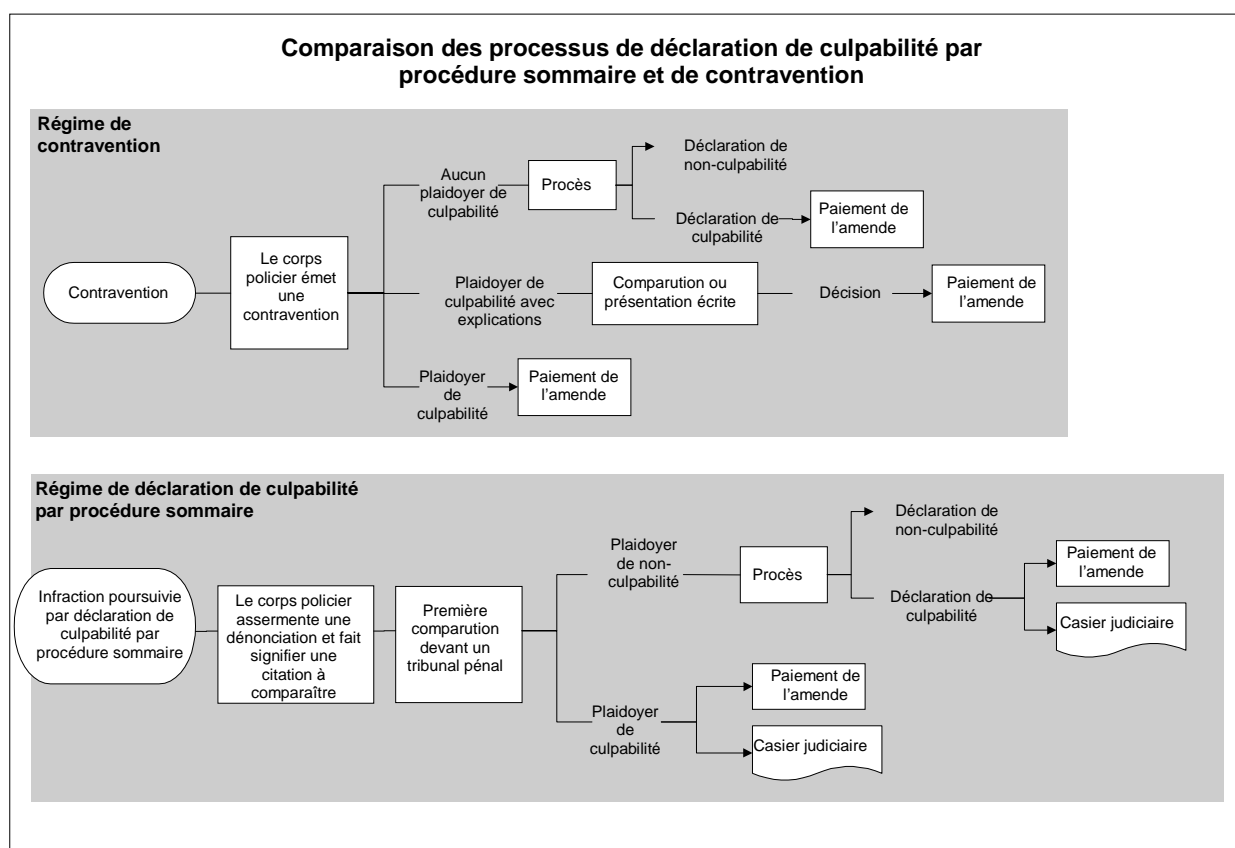 Comparaison des processus de déclaration de culpabilité par
procédure sommaire et de contravention
Régime de
contravention
Contravention
Le corps
policier émet
une
contravention
Aucun
plaidoyer de
culpabilité
Procès
Déclaration de
non-culpabilité
Déclaration de
culpabilité
Paiement de
l’amende
Plaidoyer de
culpabilité avec
explications
Comparution ou
présentation écrite
Décision
Paiement de
l’amende
Plaidoyer
de
culpabilité
Paiement de
l’amende
Régime de déclaration de culpabilité
par procédure sommaire
Infraction poursuivie
par déclaration de
culpabilité par
procédure sommaire
Le corps policier
assermente une
dénonciation et fait
signifier une
citation à
comparaître
Première
comparution
devant un
tribunal pénal
Plaidoyer
de non-
culpabilité
Procès
Déclaration de
non-culpabilité
Déclaration de
culpabilité
Paiement de
l’amende
Casier judiciaire
Plaidoyer
de
culpabilité
Paiement de
l’amende
Casier judiciaire